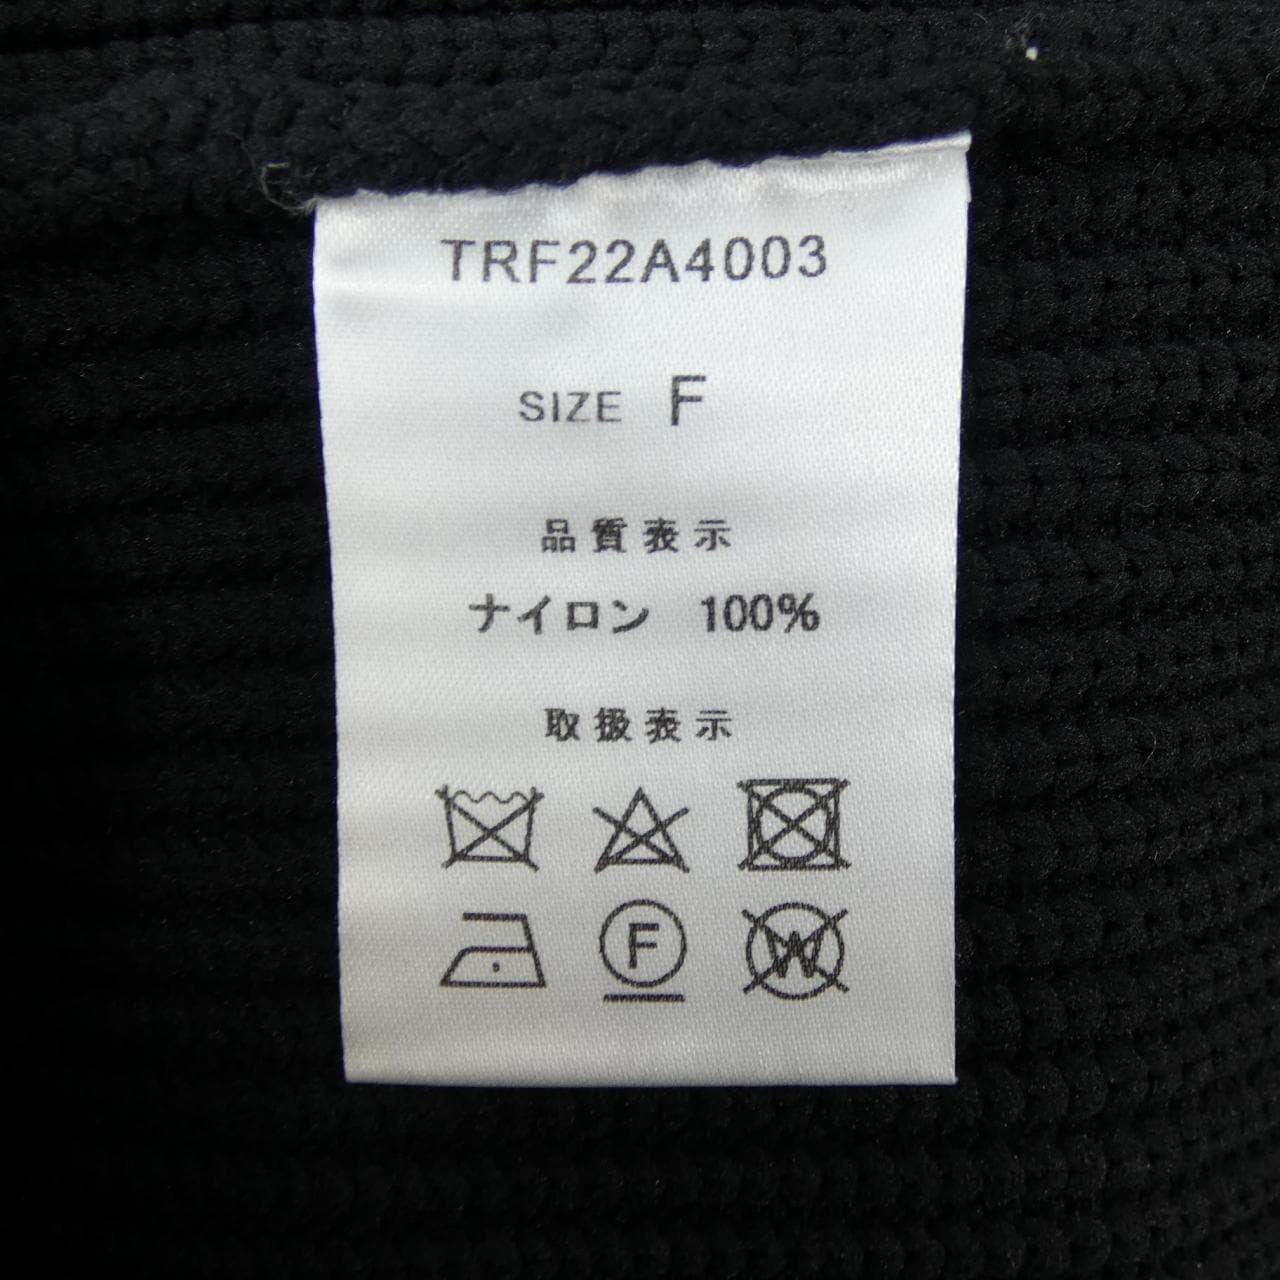 TRF22A4003
SIZE F
品質表示
ナイロン 100%
取扱表示
F
W